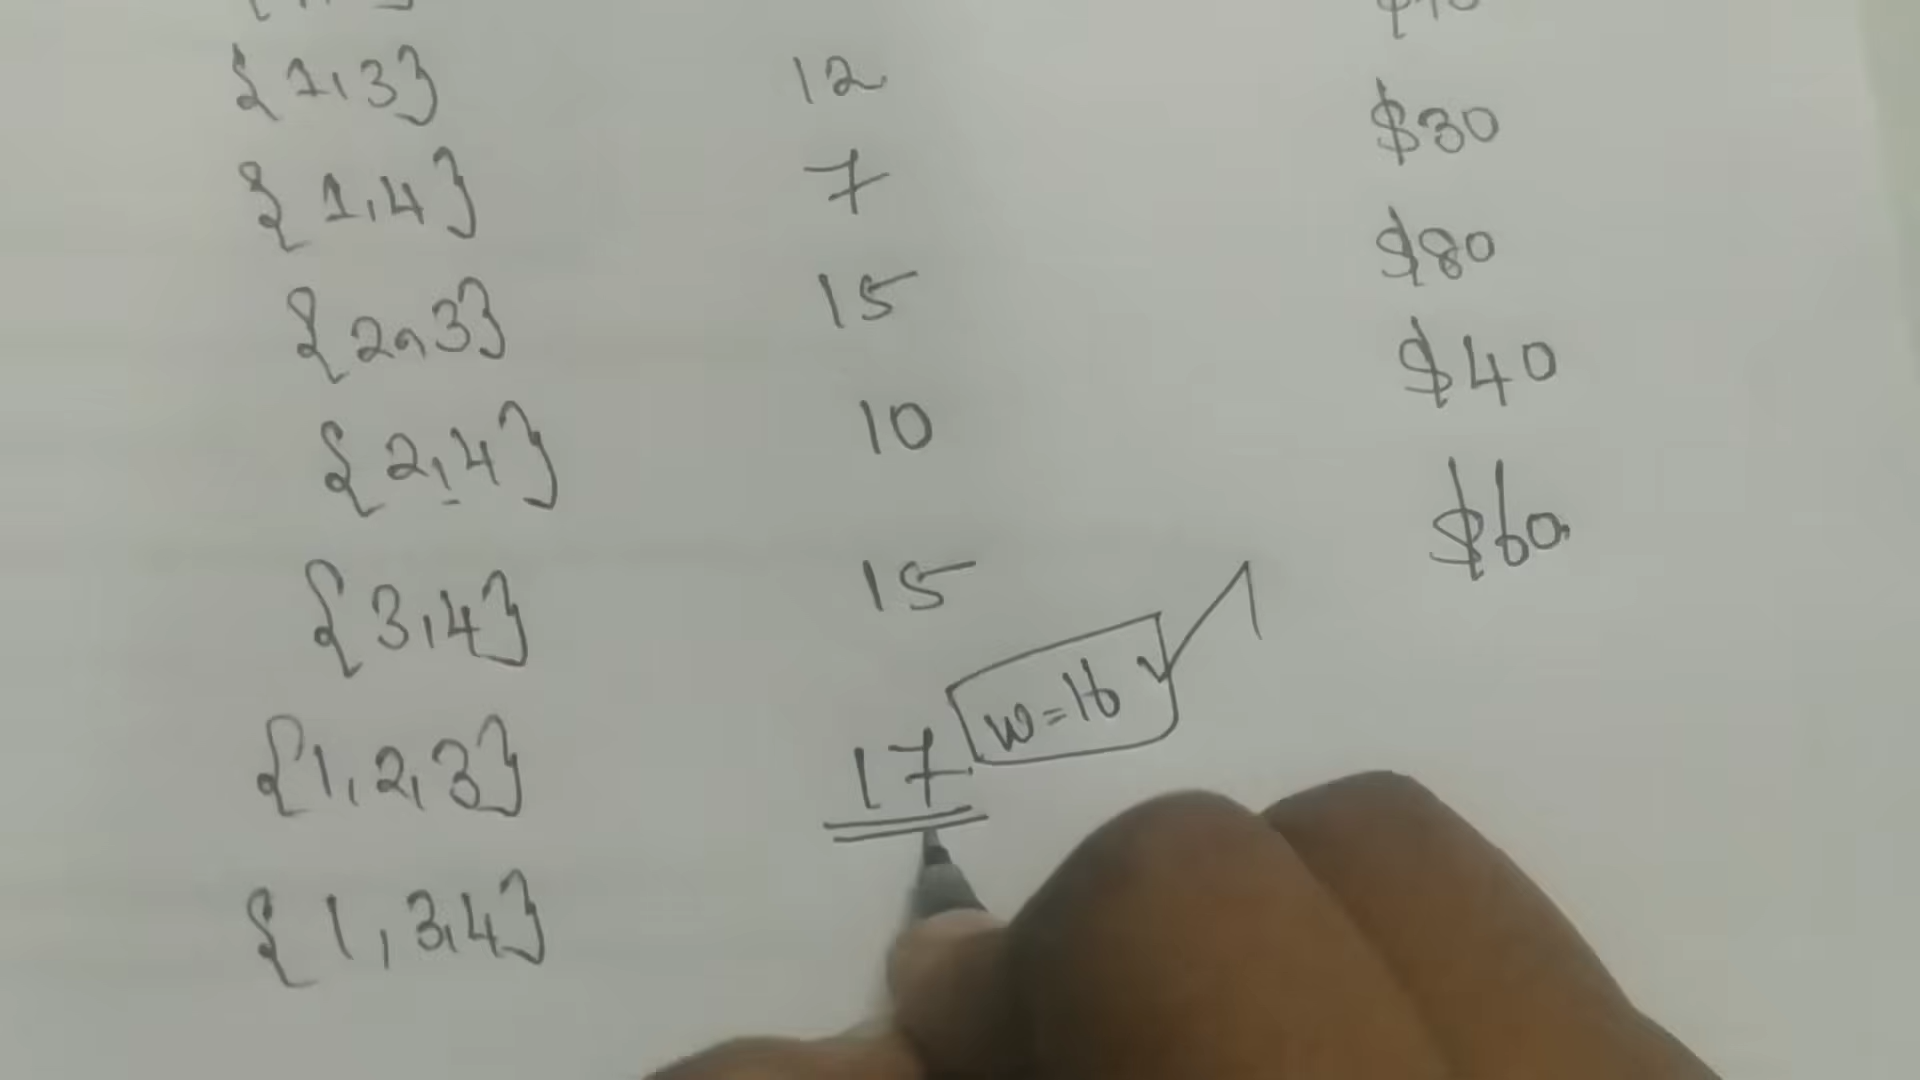 {1,3} 12 $30
{1,4} 7 $80
{2,3} 15 $40
{2,4} 10 $60
{3,4} 15
w=16
{1,2,3} 17
{1,3,4}